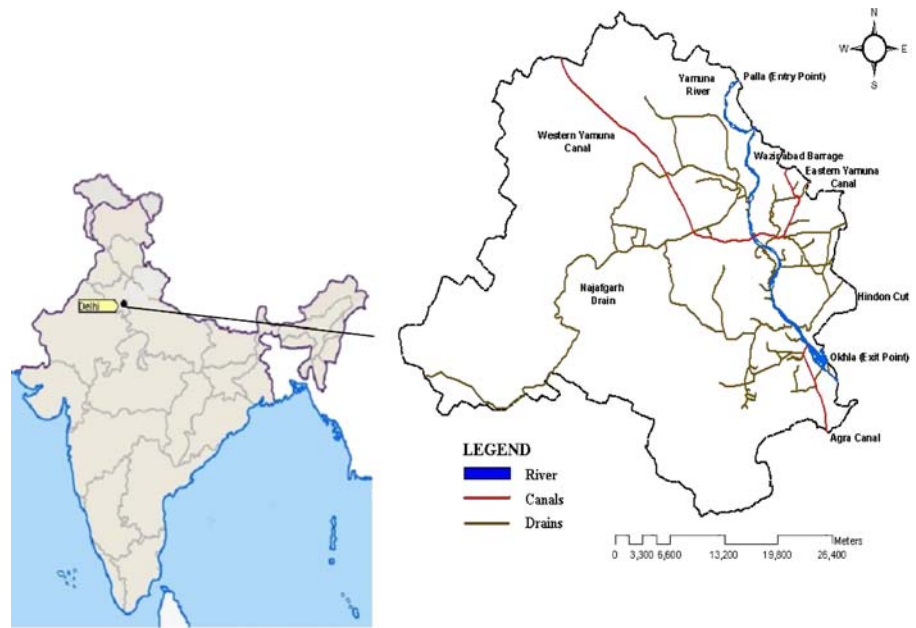 Delhi
N
W
E
S
Yamuna
River
Palla (Entry Point)
Western Yamuna
Canal
Wazirabad Barrage
Eastern Yamuna
Canal
Najafgarh
Drain
Hindon Cut
Okhla (Exit Point)
Agra Canal
LEGEND
River
Canals
Drains
Meters
0 3,300 6,600 13,200 19,800 26,400